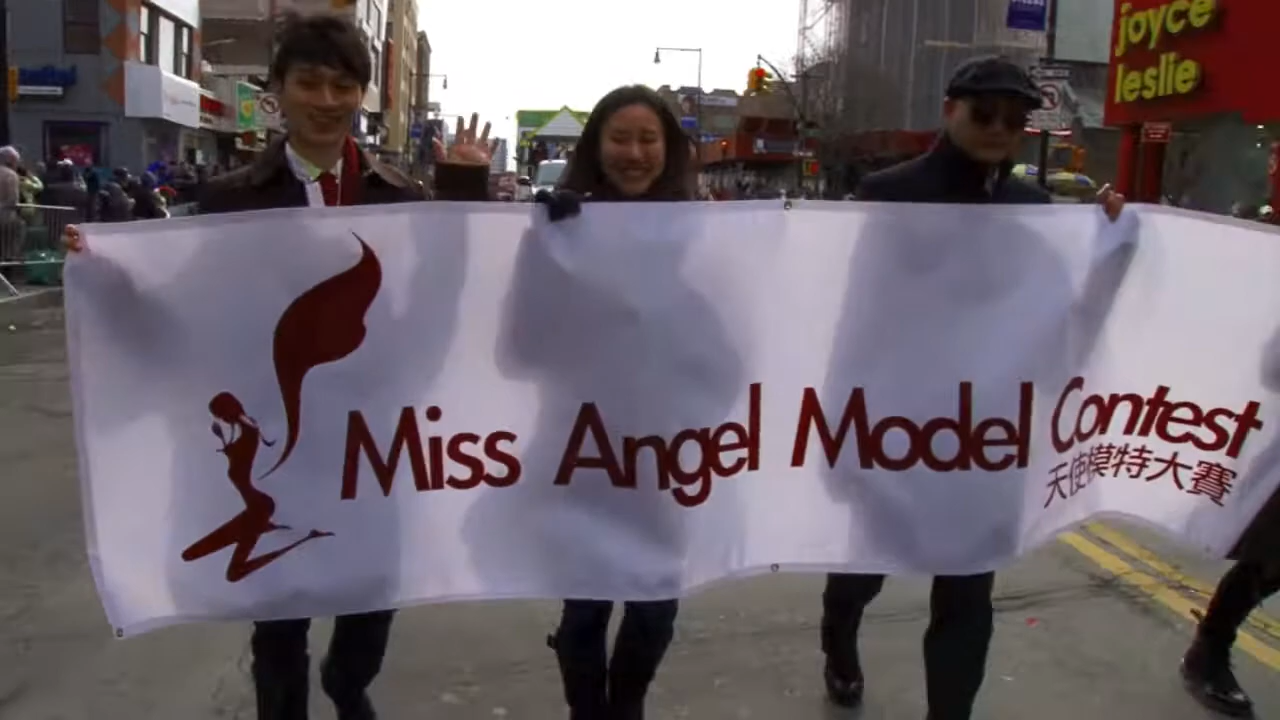 joyce
leslie
Miss Angel Model Contest
天使模特大賽